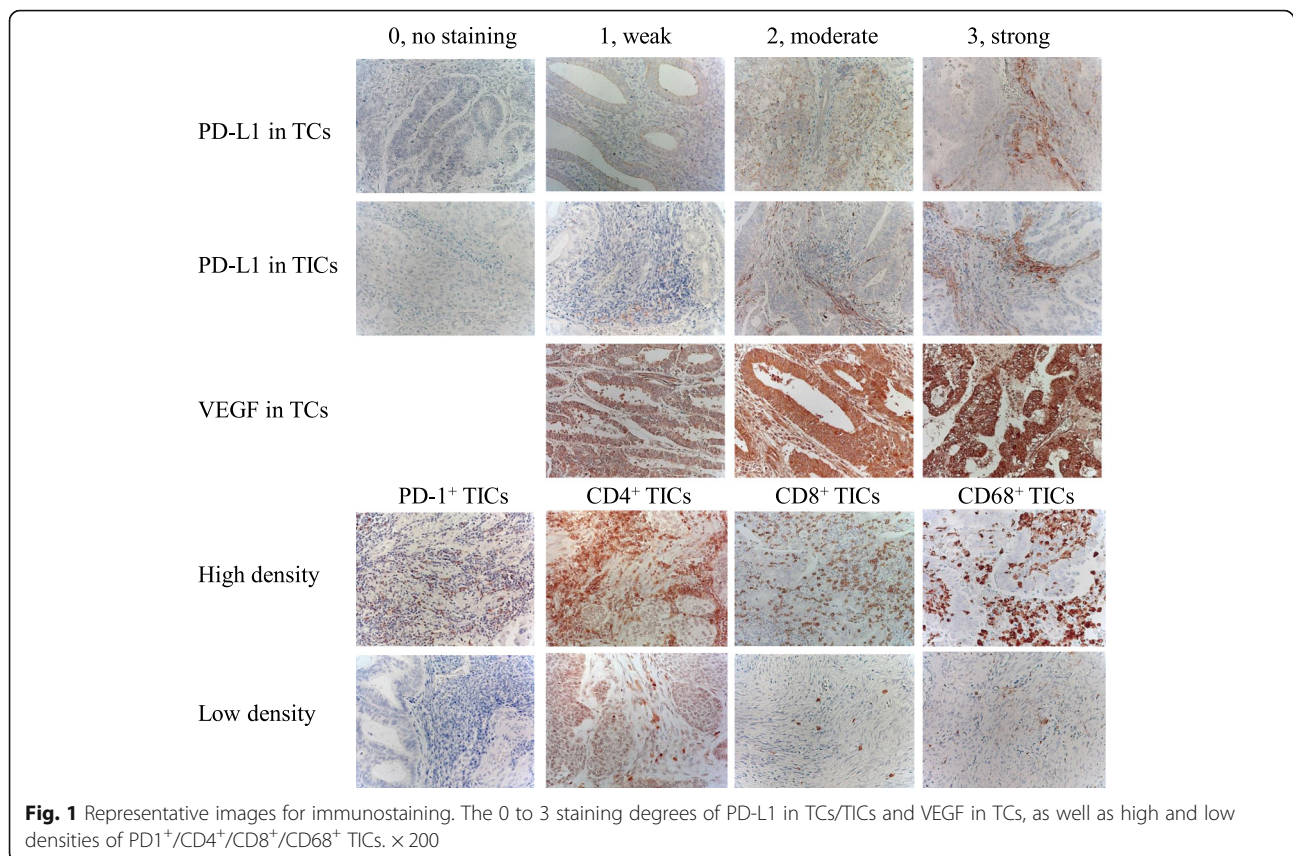 0, no staining 1, weak 2, moderate 3, strong
PD-L1 in TCs
PD-L1 in TICs
VEGF in TCs
PD-1⁺ TICs CD4⁺ TICs CD8⁺ TICs CD68⁺ TICs
High density
Low density
Fig. 1 Representative images for immunostaining. The 0 to 3 staining degrees of PD-L1 in TCs/TICs and VEGF in TCs, as well as high and low
densities of PD1⁺/CD4⁺/CD8⁺/CD68⁺ TICs. × 200